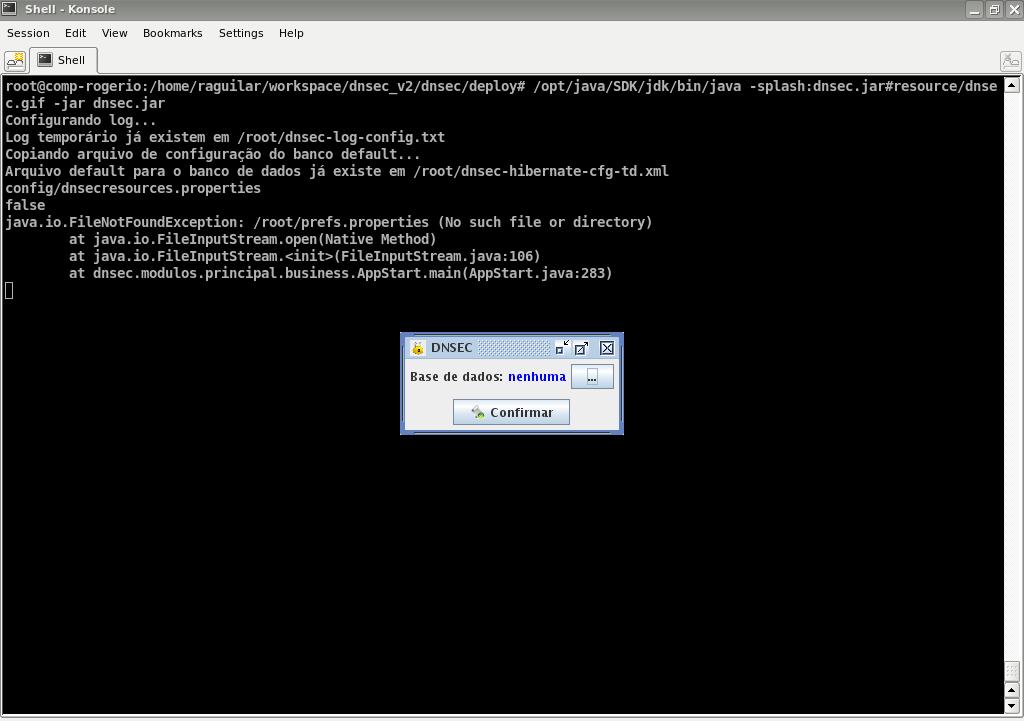 Shell - Konsole
Session Edit View Bookmarks Settings Help
Shell
root@comp-rogerio:/home/raguilar/workspace/dnsec_v2/dnsec/deploy# /opt/java/SDK/jdk/bin/java -splash:dnsec.jar#resource/dnse
c.gif -jar dnsec.jar
Configurando log...
Log temporário já existem em /root/dnsec-log-config.txt
Copiando arquivo de configuração do banco default...
Arquivo default para o banco de dados já existe em /root/dnsec-hibernate-cfg-td.xml
config/dnsecresources.properties
false
java.io.FileNotFoundException: /root/prefs.properties (No such file or directory)
        at java.io.FileInputStream.open(Native Method)
        at java.io.FileInputStream.<init>(FileInputStream.java:106)
        at dnsec.modulos.principal.business.AppStart.main(AppStart.java:283)
DNSEC
Base de dados: nenhuma ...
Confirmar